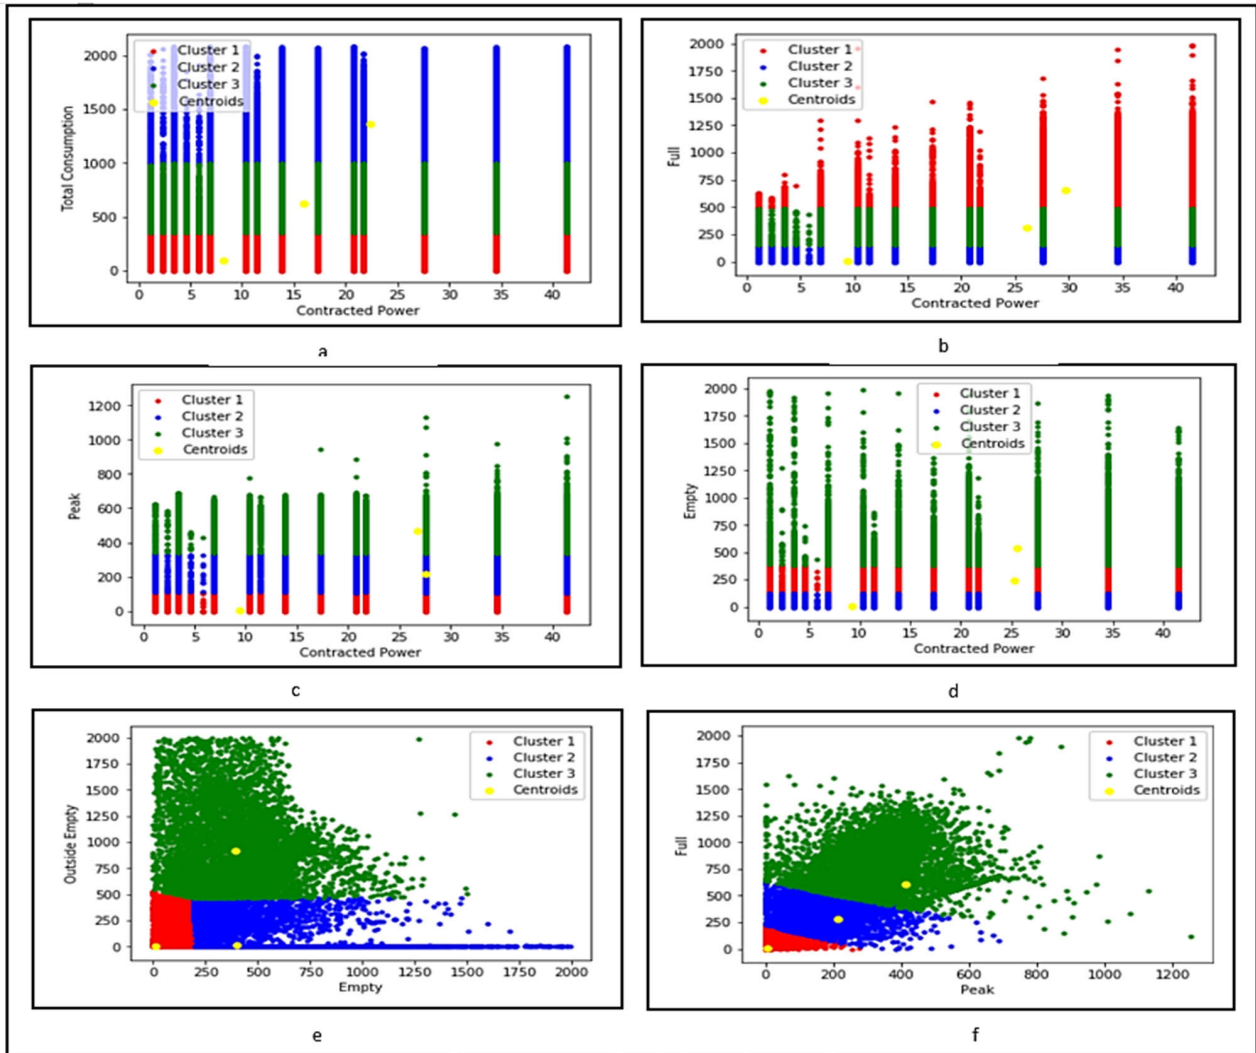 Cluster 1
Cluster 2
Cluster 3
Centroids
Total Consumption
2000
1500
1000
500
0
0 5 10 15 20 25 30 35 40
Contracted Power
a
Cluster 1
Cluster 2
Cluster 3
Centroids
Full
2000
1750
1500
1250
1000
750
500
250
0
0 5 10 15 20 25 30 35 40
Contracted Power
b
Cluster 1
Cluster 2
Cluster 3
Centroids
Peak
1200
1000
800
600
400
200
0
0 5 10 15 20 25 30 35 40
Contracted Power
c
Cluster 1
Cluster 2
Cluster 3
Centroids
Empty
2000
1750
1500
1250
1000
750
500
250
0
0 5 10 15 20 25 30 35 40
Contracted Power
d
Cluster 1
Cluster 2
Cluster 3
Centroids
Outside Empty
2000
1750
1500
1250
1000
750
500
250
0
0 250 500 750 1000 1250 1500 1750 2000
Empty
e
Cluster 1
Cluster 2
Cluster 3
Centroids
Full
2000
1750
1500
1250
1000
750
500
250
0
0 200 400 600 800 1000 1200
Peak
f